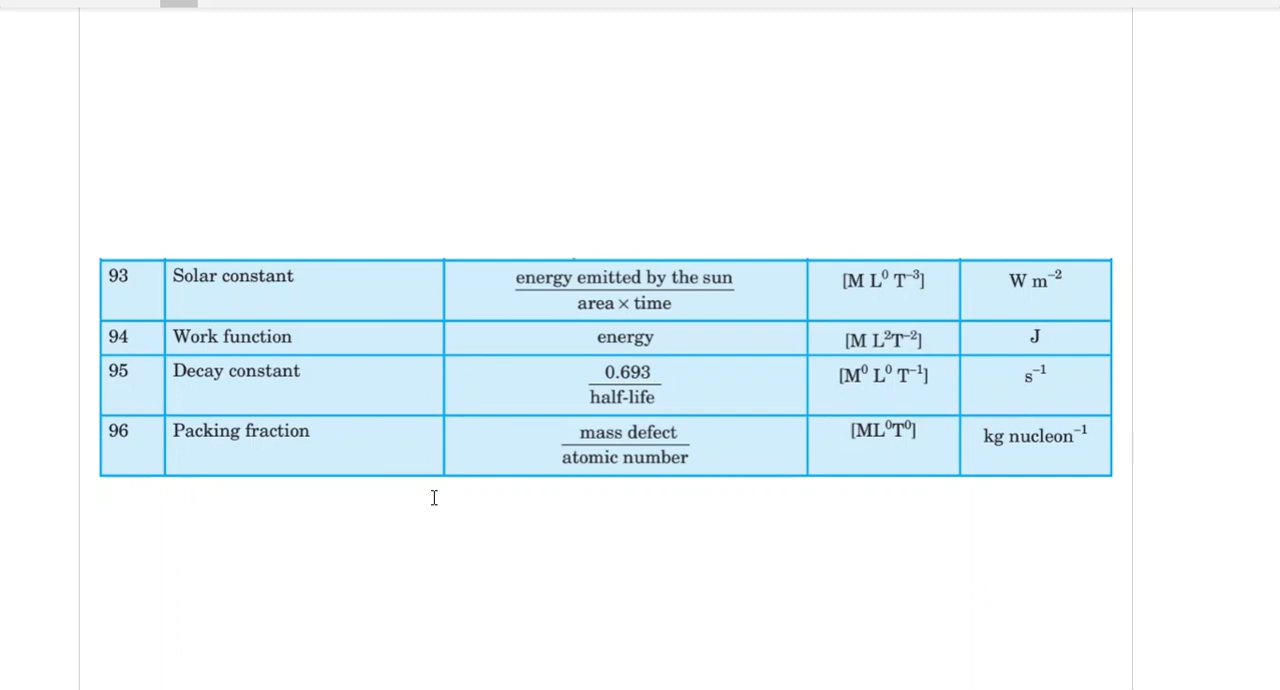 93 Solar constant energy emitted by the sun [M L⁰ T⁻³] W m⁻²
area × time
94 Work function energy [M L²T⁻²] J
95 Decay constant 0.693 [M⁰ L⁰ T⁻¹] s⁻¹
half-life
96 Packing fraction mass defect [ML⁰T⁰] kg nucleon⁻¹
atomic number